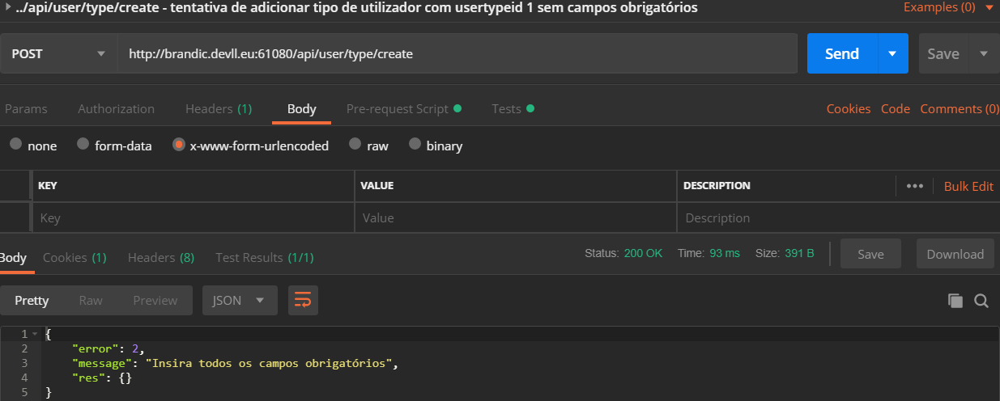 ../api/user/type/create - tentativa de adicionar tipo de utilizador com usertypeid 1 sem campos obrigatórios Examples (0)
POST http://brandic.devll.eu:61080/api/user/type/create Send Save
Params Authorization Headers (1) Body Pre-request Script Tests Cookies Code Comments (0)
none form-data x-www-form-urlencoded raw binary
KEY VALUE DESCRIPTION ••• Bulk Edit
Key Value Description
Body Cookies (1) Headers (8) Test Results (1/1) Status: 200 OK Time: 93 ms Size: 391 B Save Download
Pretty Raw Preview JSON
1 {
2 "error": 2,
3 "message": "Insira todos os campos obrigatórios",
4 "res": {}
5 }